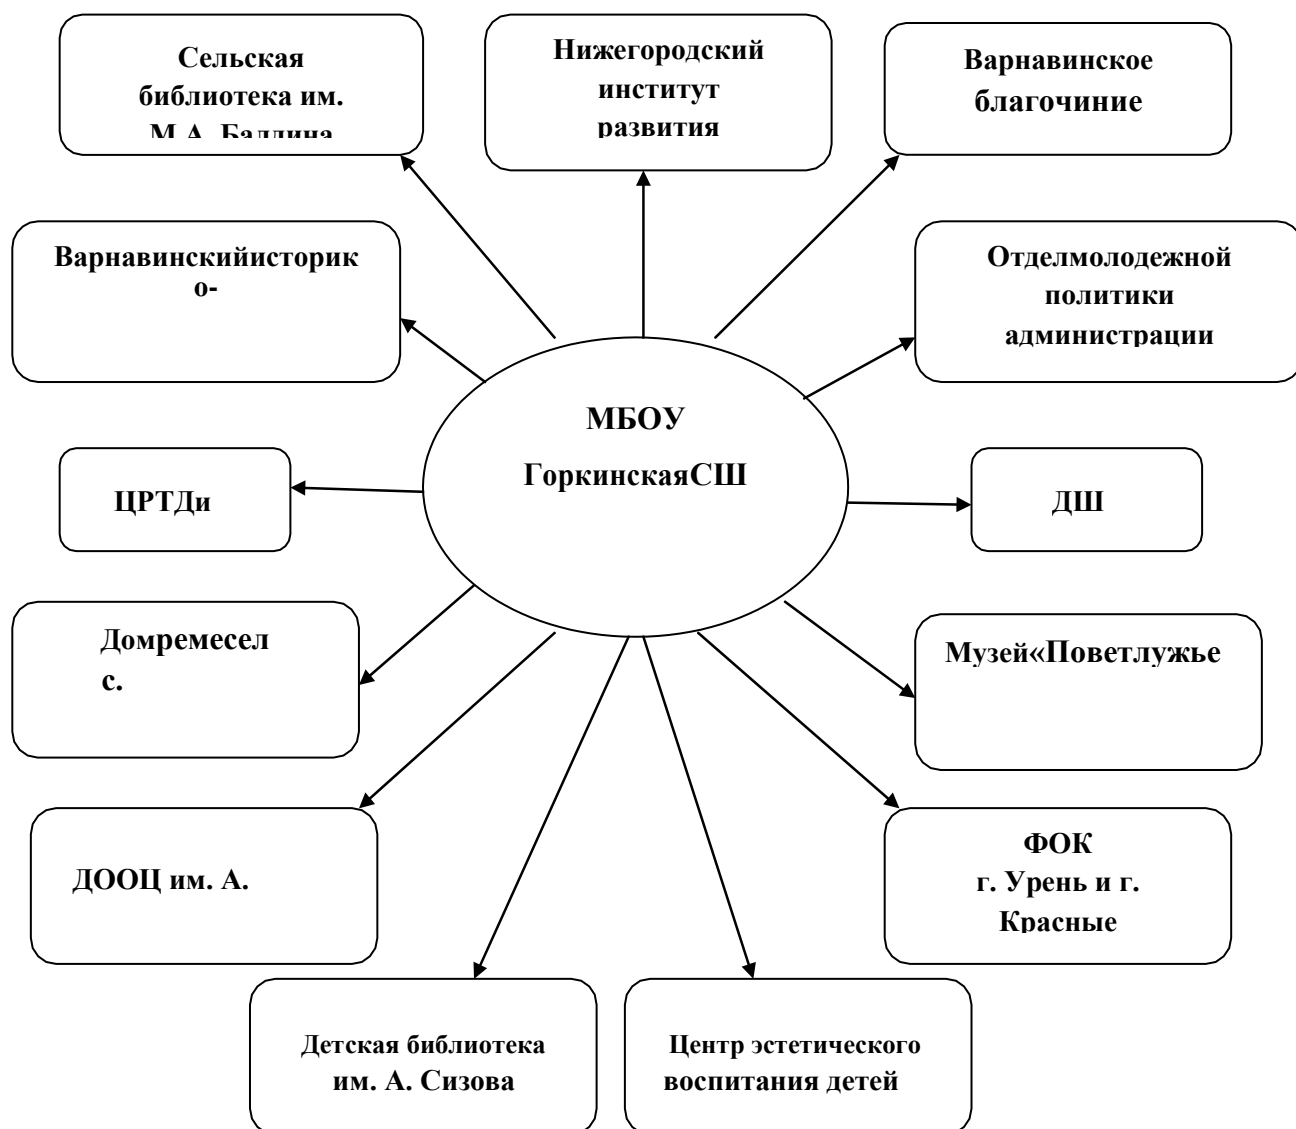 Сельская
библиотека им.
М.А. Балдина
Нижегородский
институт
развития
Варнавинское
благочиние
Варнавинскийисторик
о-
Отделмолодежной
политики
администрации
МБОУ
ГоркинскаяСШ
ЦРТДи
ДШ
Домремесел
с.
Музей«Поветлужье
ДООЦ им. А.
ФОК
г. Урень и г.
Красные
Детская библиотека
им. А. Сизова
Центр эстетического
воспитания детей